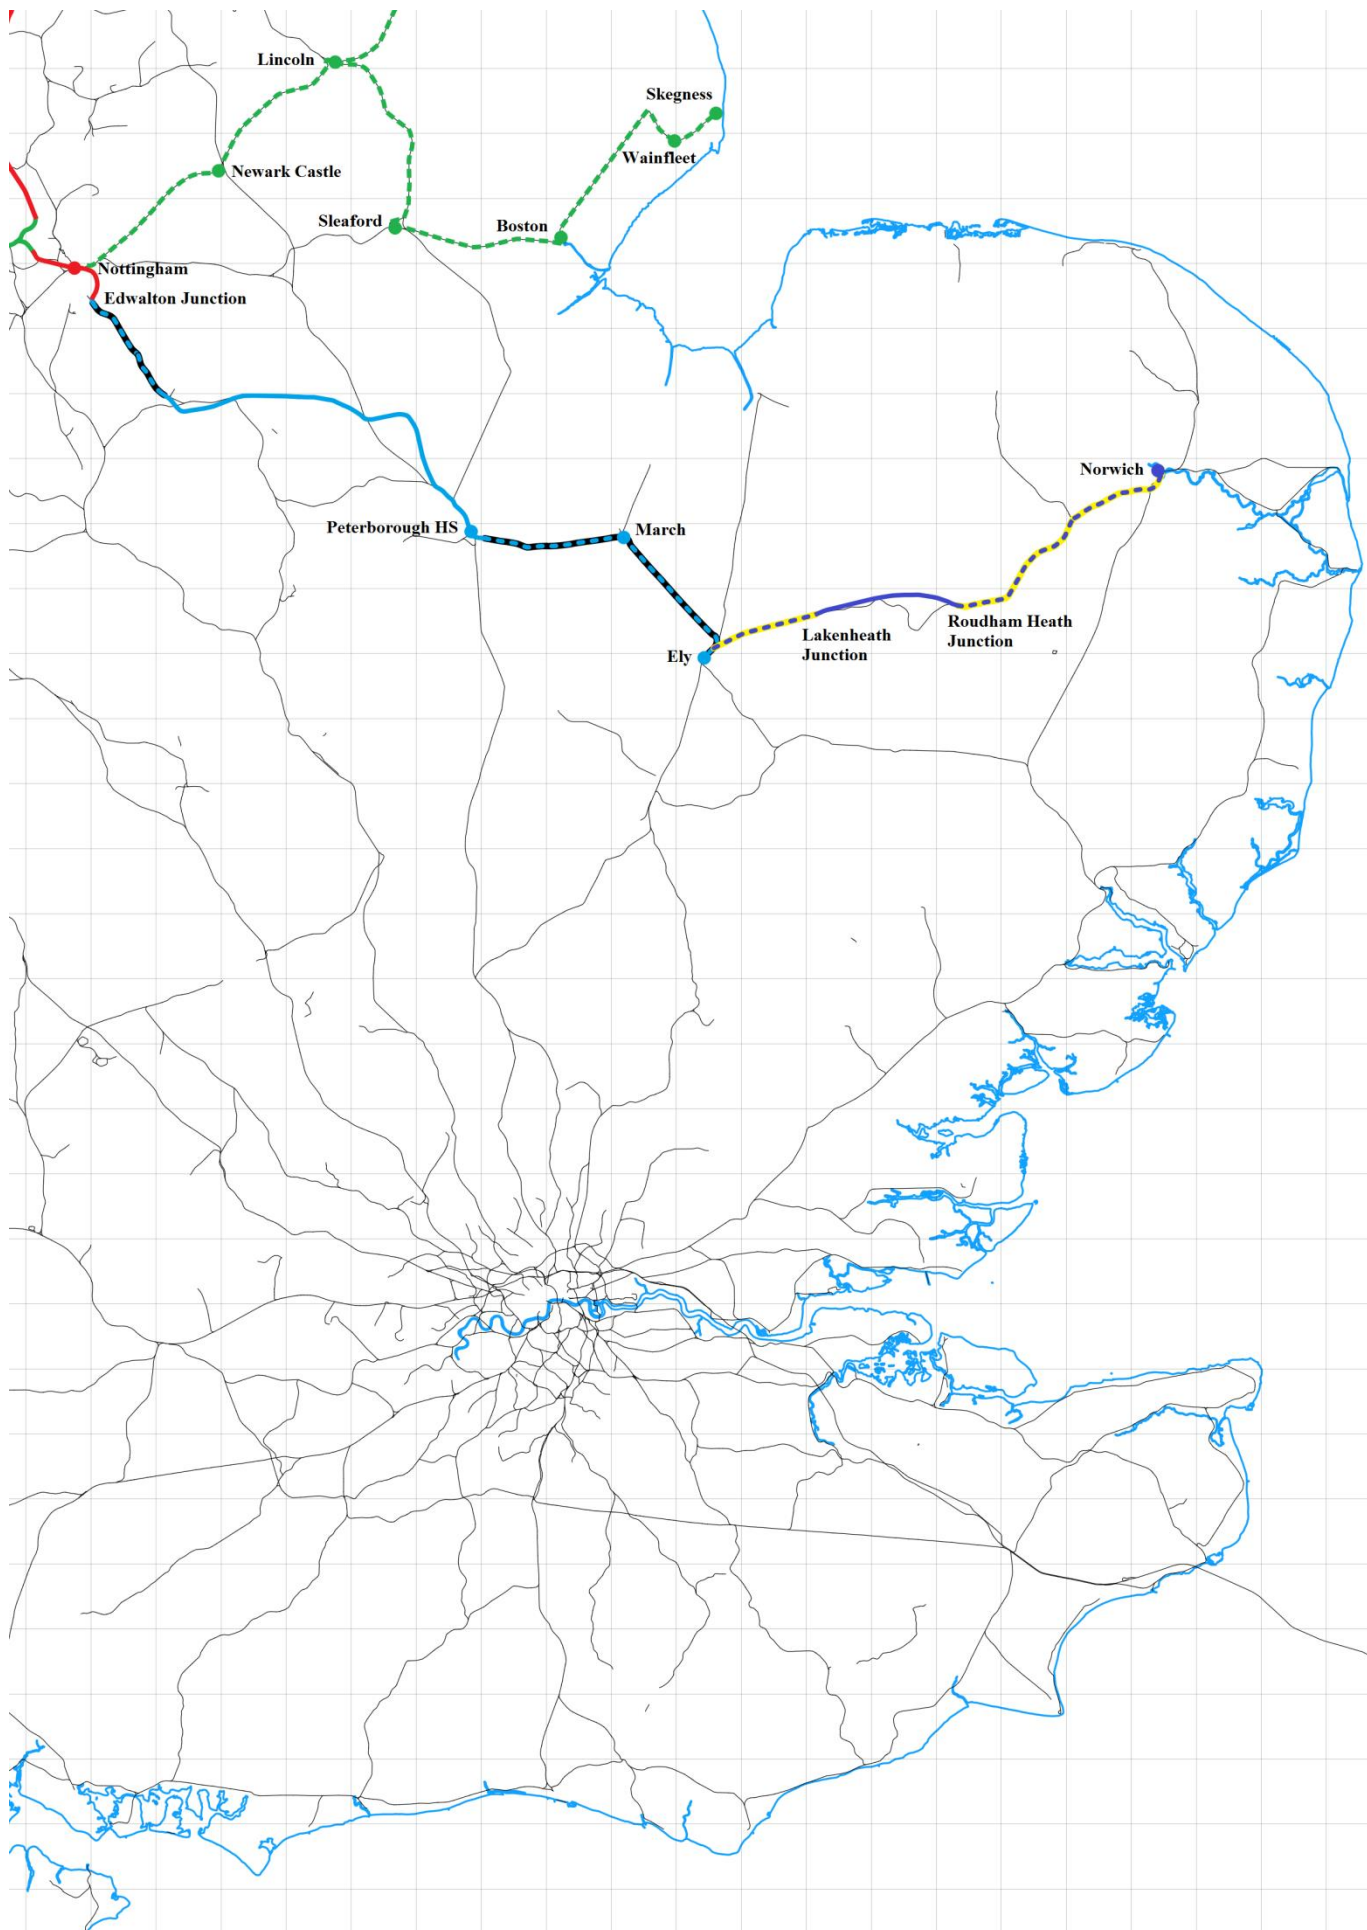 Lincoln
Skegness
Wainfleet
Newark Castle
Sleaford
Boston
Nottingham
Edwalton Junction
Norwich
Peterborough HS
March
Roudham Heath
Junction
Lakenheath
Junction
Ely